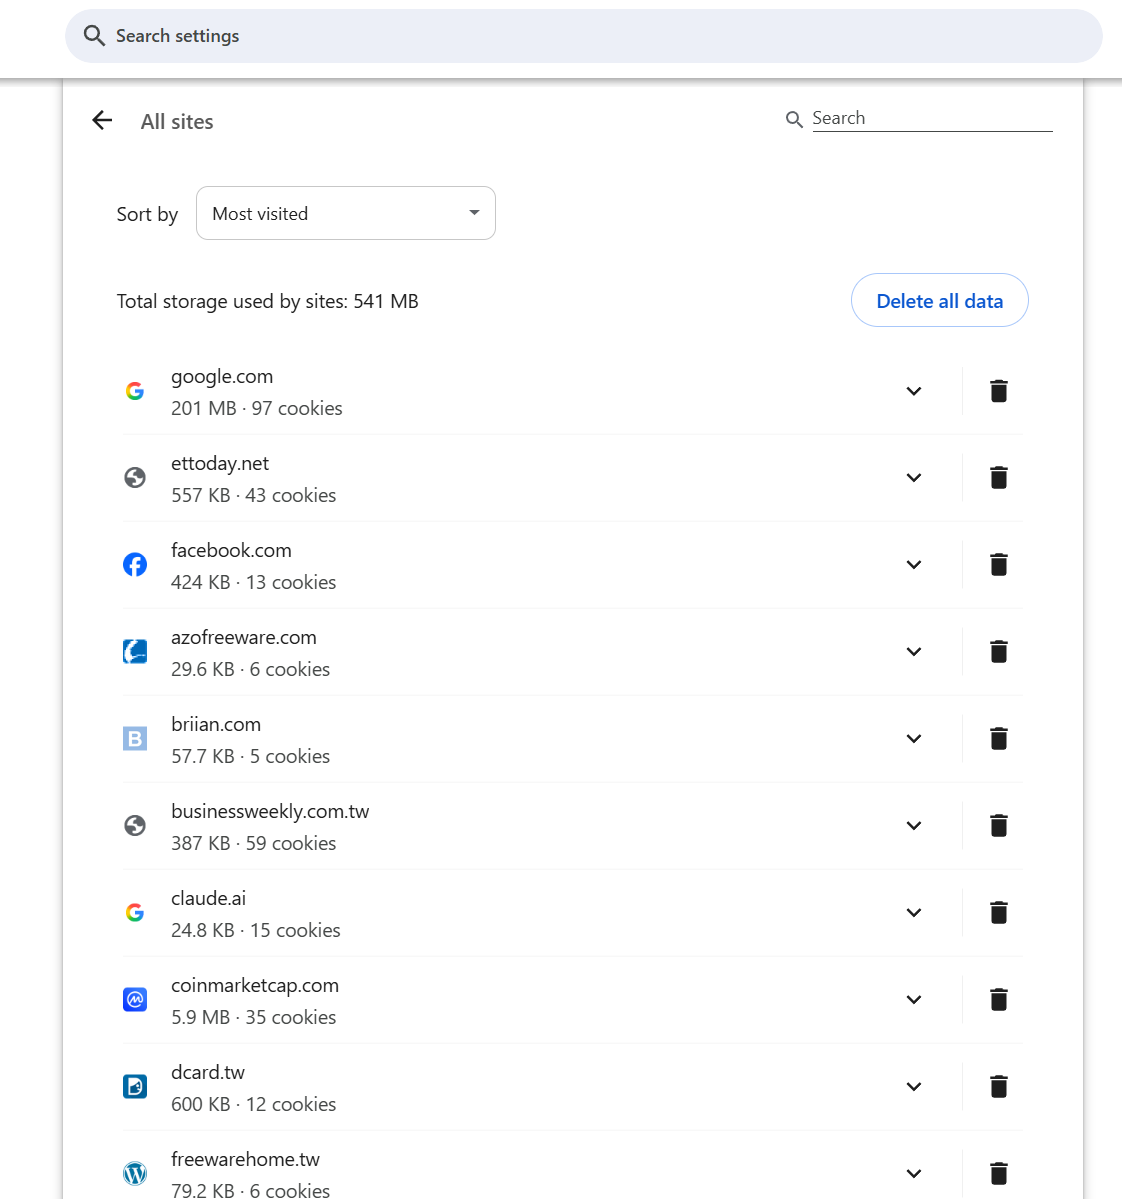 Search settings
All sites
Search
Sort by
Most visited
Total storage used by sites: 541 MB
Delete all data
google.com
201 MB · 97 cookies
ettoday.net
557 KB · 43 cookies
facebook.com
424 KB · 13 cookies
azofreeware.com
29.6 KB · 6 cookies
B
briian.com
57.7 KB · 5 cookies
businessweekly.com.tw
387 KB · 59 cookies
claude.ai
24.8 KB · 15 cookies
coinmarketcap.com
5.9 MB · 35 cookies
dcard.tw
600 KB · 12 cookies
freewarehome.tw
79.2 KB · 6 cookies